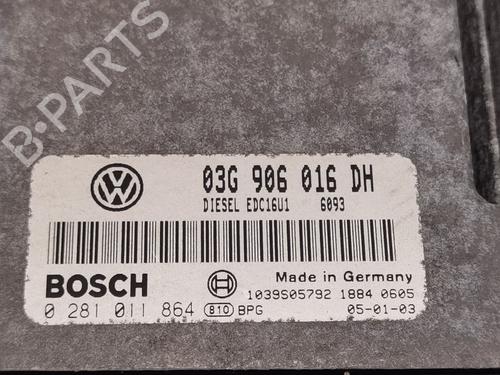 B-PARTS
VW
03G 906 016 DH
DIESEL EDC16U1 6093
BOSCH
Made in Germany
1039S05792 1884 0605
0 281 011 864 810 BPG 05-01-03